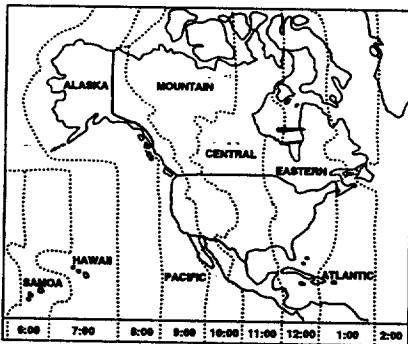 ALASKA MOUNTAIN
CENTRAL
EASTERN
HAWAII
SAMOA
PACIFIC
ATLANTIC
6:00 7:00 8:00 9:00 10:00 11:00 12:00 1:00 2:00